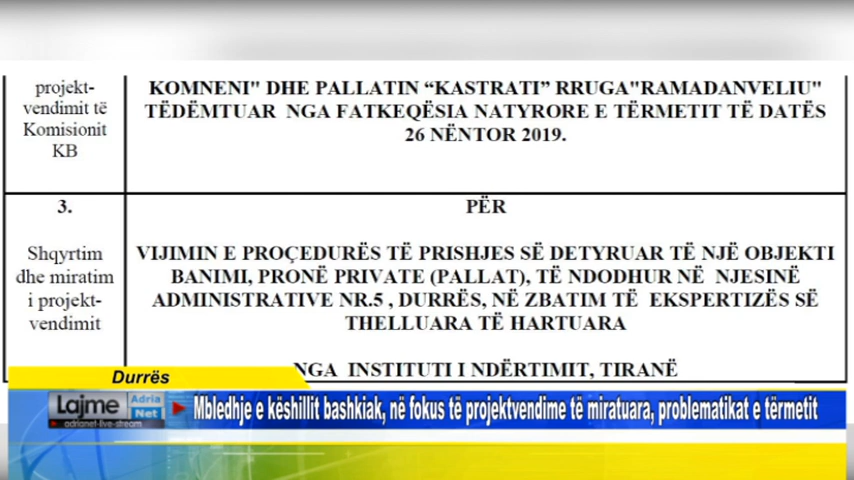 projekt-
vendimit të
Komisionit
KB
KOMNENI" DHE PALLATIN “KASTRATI” RRUGA"RAMADANVELIU"
TËDËMTUAR NGA FATKEQËSIA NATYRORE E TËRMETIT TË DATËS
26 NËNTOR 2019.
3.
Shqyrtim
dhe miratim
i projekt-
vendimit
PËR
VIJIMIN E PROÇEDURËS TË PRISHJES SË DETYRUAR TË NJË OBJEKTI
BANIMI, PRONË PRIVATE (PALLAT), TË NDODHUR NË NJESINË
ADMINISTRATIVE NR.5 , DURRËS, NË ZBATIM TË EKSPERTIZËS SË
THELLUARA TË HARTUARA
NGA INSTITUTI I NDËRTIMIT, TIRANË
Durrës
Lajme Adria Net
adrianet-live-stream
Mbledhje e këshillit bashkiak, në fokus të projektvendime të miratuara, problematikat e tërmetit